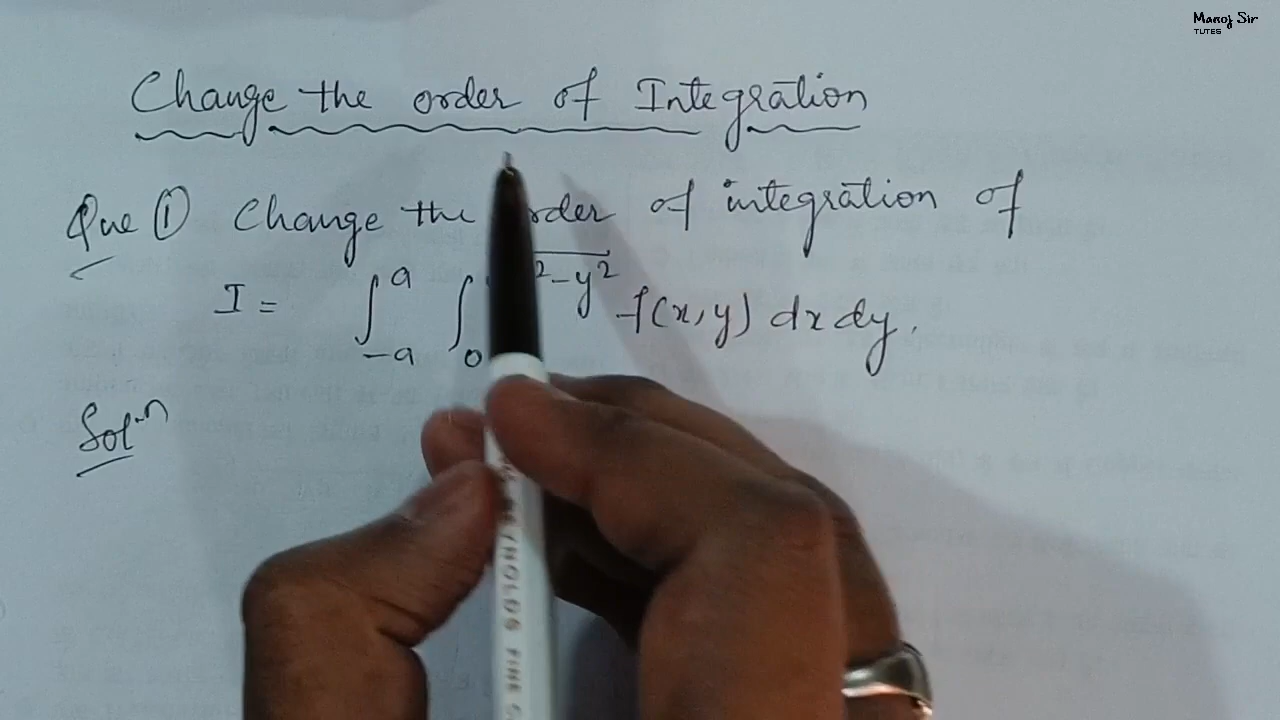 Manoj Sir
TUTES
Change the order of Integration
Que ① Change the order of integration of
I = ∫_{-a}^{a} ∫_0 ²-y² f(x,y) dx dy.
Sol-n